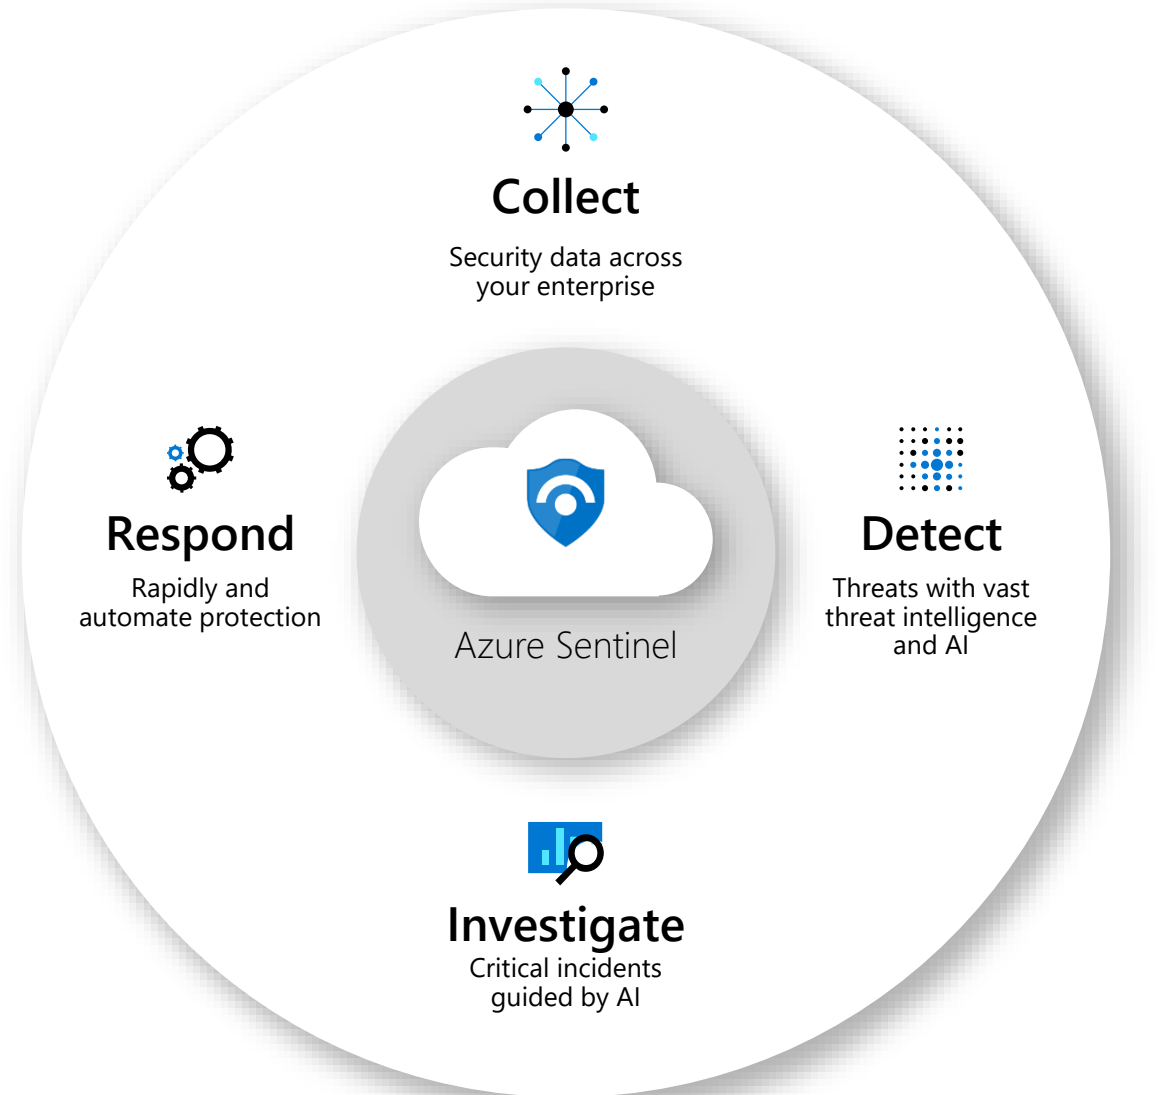 Collect
Security data across
your enterprise
Respond
Rapidly and
automate protection
Azure Sentinel
Detect
Threats with vast
threat intelligence
and AI
Investigate
Critical incidents
guided by AI